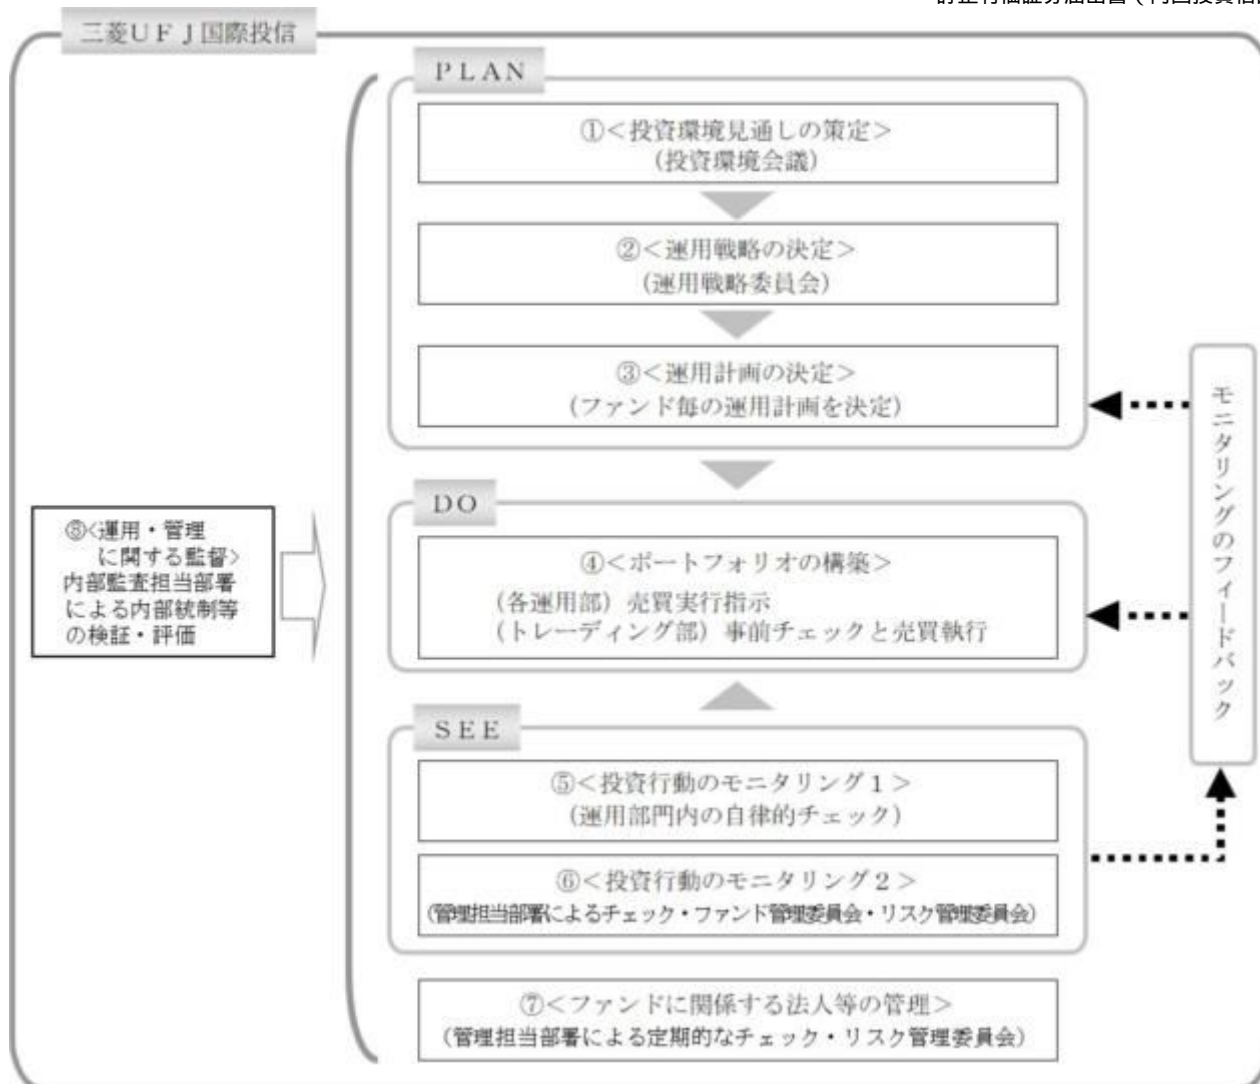 三菱UFJ国際投信
PLAN
①<投資環境見通しの策定>
(投資環境会議)
②<運用戦略の決定>
(運用戦略委員会)
③<運用計画の決定>
(ファンド毎の運用計画を決定)
DO
④<ポートフォリオの構築>
(各運用部) 売買実行指示
(トレーディング部) 事前チェックと売買執行
SEE
⑤<投資行動のモニタリング1>
(運用部門内の自律的チェック)
⑥<投資行動のモニタリング2>
(管理担当部署によるチェック・ファンド管理委員会・リスク管理委員会)
⑦<ファンドに関係する法人等の管理>
(管理担当部署による定期的なチェック・リスク管理委員会)
⑧<運用・管理
に関する監督>
内部監査担当部署
による内部統制等
の検証・評価
モニタリングのフィードバック